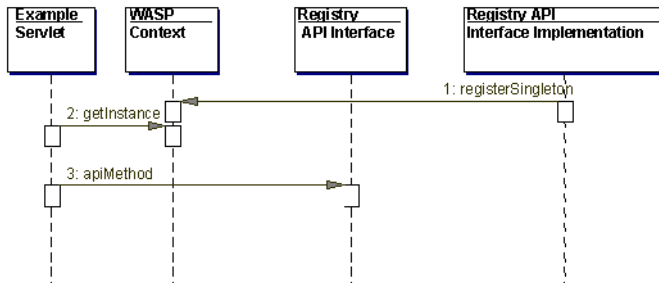 Example
Servlet
WASP
Context
Registry
API Interface
Registry API
Interface Implementation
1: registerSingleton
2: getInstance
3: apiMethod